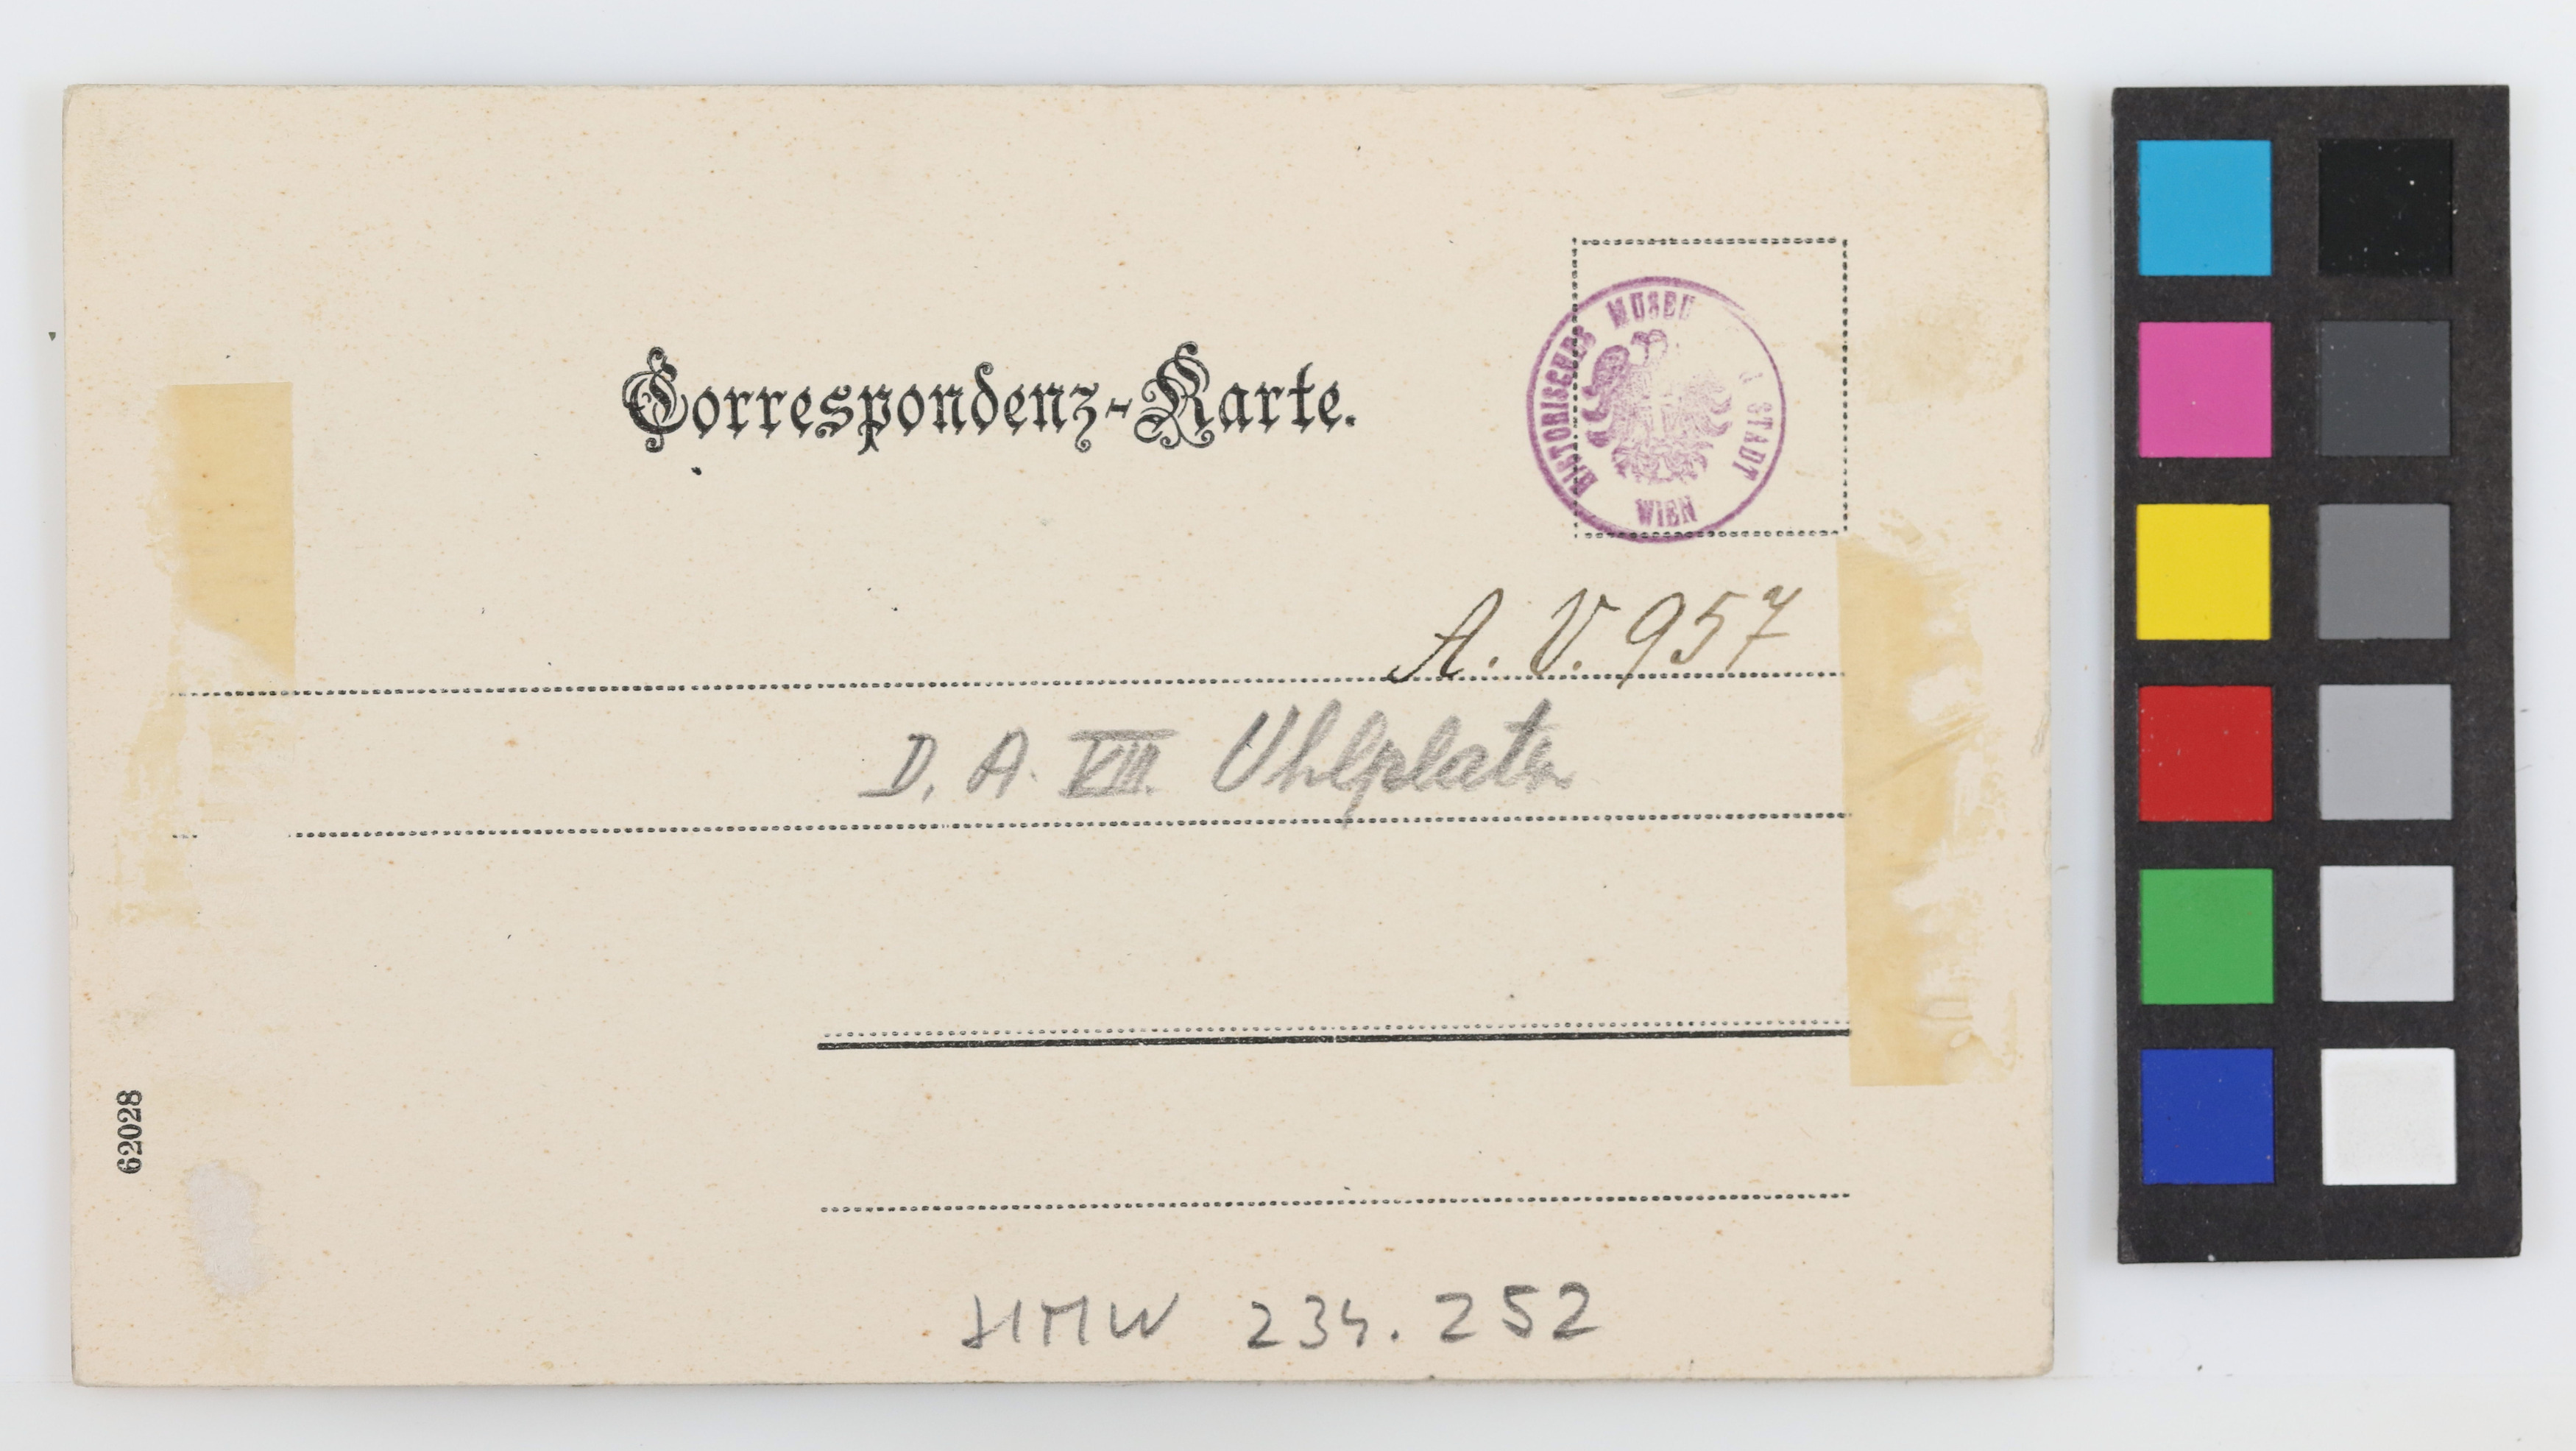 Correspondenz-Karte.
HISTORISCHES MUSEU STADT WIEN
A. V. 957
D. A. VIII. Uhlplatz
62028
HMW 234.252